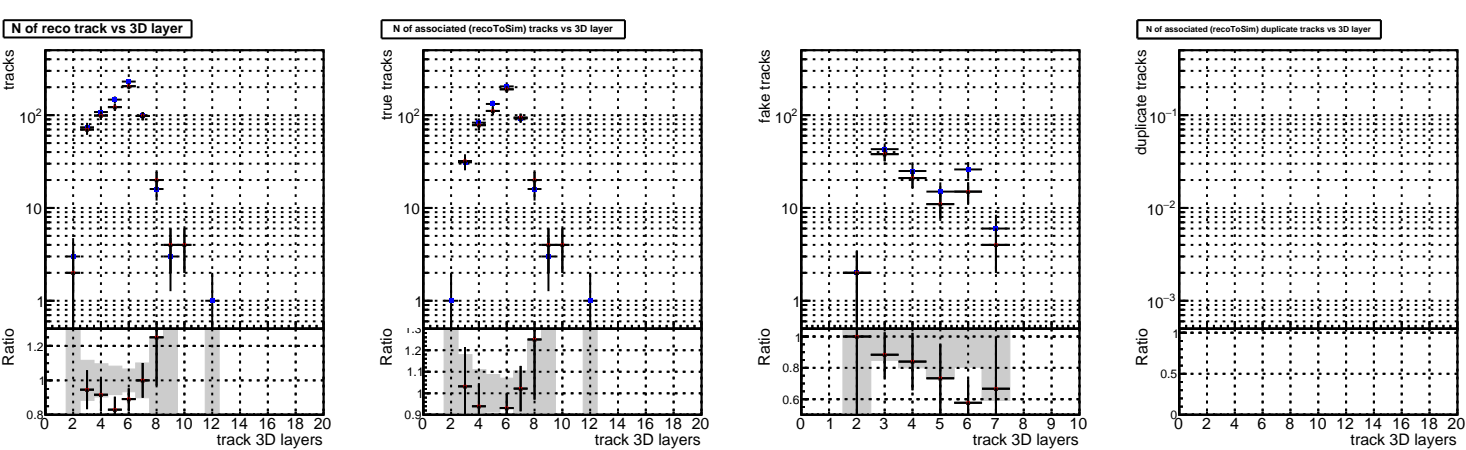 N of reco track vs 3D layer
tracks
10²
10
1
Ratio
1.2
1
0.8
0 2 4 6 8 10 12 14 16 18 20
track 3D layers
N of associated (recoToSim) tracks vs 3D layer
true tracks
10²
10
1
Ratio
1.3
1.2
1.1
1
0.9
0 2 4 6 8 10 12 14 16 18 20
track 3D layers
fake tracks
10²
10
1
Ratio
1
0.8
0.6
0 1 2 3 4 5 6 7 8 9 10
track 3D layers
N of associated (recoToSim) duplicate tracks vs 3D layer
duplicate tracks
10⁻¹
10⁻²
10⁻³
Ratio
1
0.5
0
0 2 4 6 8 10 12 14 16 18 20
track 3D layers